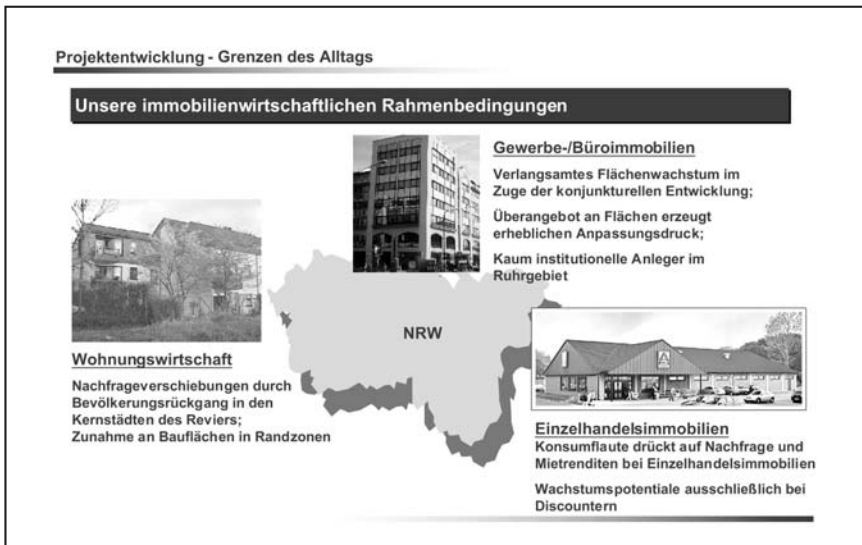 Projektentwicklung - Grenzen des Alltags
Unsere immobilienwirtschaftlichen Rahmenbedingungen
Gewerbe-/Büroimmobilien
Verlangsamtes Flächenwachstum im
Zuge der konjunkturellen Entwicklung;
Überangebot an Flächen erzeugt
erheblichen Anpassungsdruck;
Kaum institutionelle Anleger im
Ruhrgebiet
NRW
Wohnungswirtschaft
Nachfrageverschiebungen durch
Bevölkerungsrückgang in den
Kernstädten des Reviers;
Zunahme an Bauflächen in Randzonen
Einzelhandelsimmobilien
Konsumflaute drückt auf Nachfrage und
Mietrenditen bei Einzelhandelsimmobilien
Wachstumspotentiale ausschließlich bei
Discountern